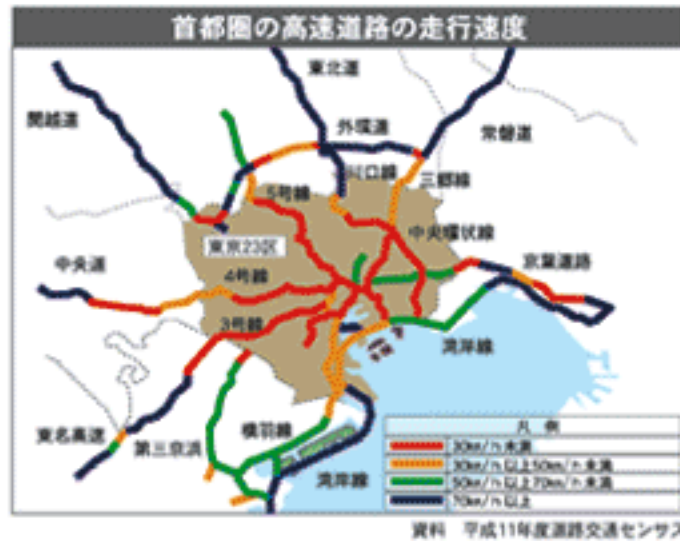 首都圏の高速道路の走行速度
東北道
関越道
外環道
常磐道
川口線
三郷線
5号線
中央環状線
東京23区
中央道
京葉道路
4号線
3号線
湾岸線
東名高速
第三京浜
横羽線
湾岸線
凡 例
30km/h未満
30km/h以上50km/h未満
50km/h以上70km/h未満
70km/h以上
資料 平成11年度道路交通センサス